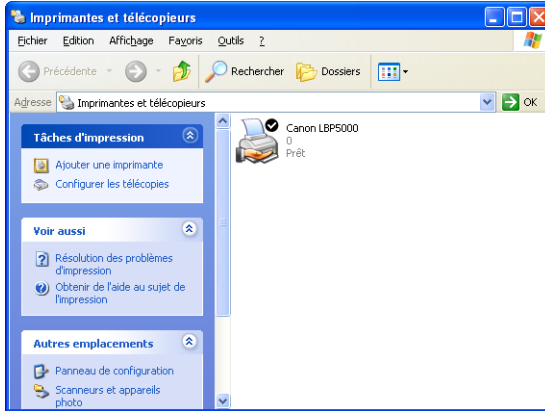 Imprimantes et télécopieurs
Fichier Edition Affichage Favoris Outils ?
Précédente Rechercher Dossiers
Adresse Imprimantes et télécopieurs OK
Tâches d'impression
Ajouter une imprimante
Configurer les télécopies
Voir aussi
Résolution des problèmes
d'impression
Obtenir de l'aide au sujet de
l'impression
Autres emplacements
Panneau de configuration
Scanneurs et appareils
photo
Canon LBP5000
0
Prêt